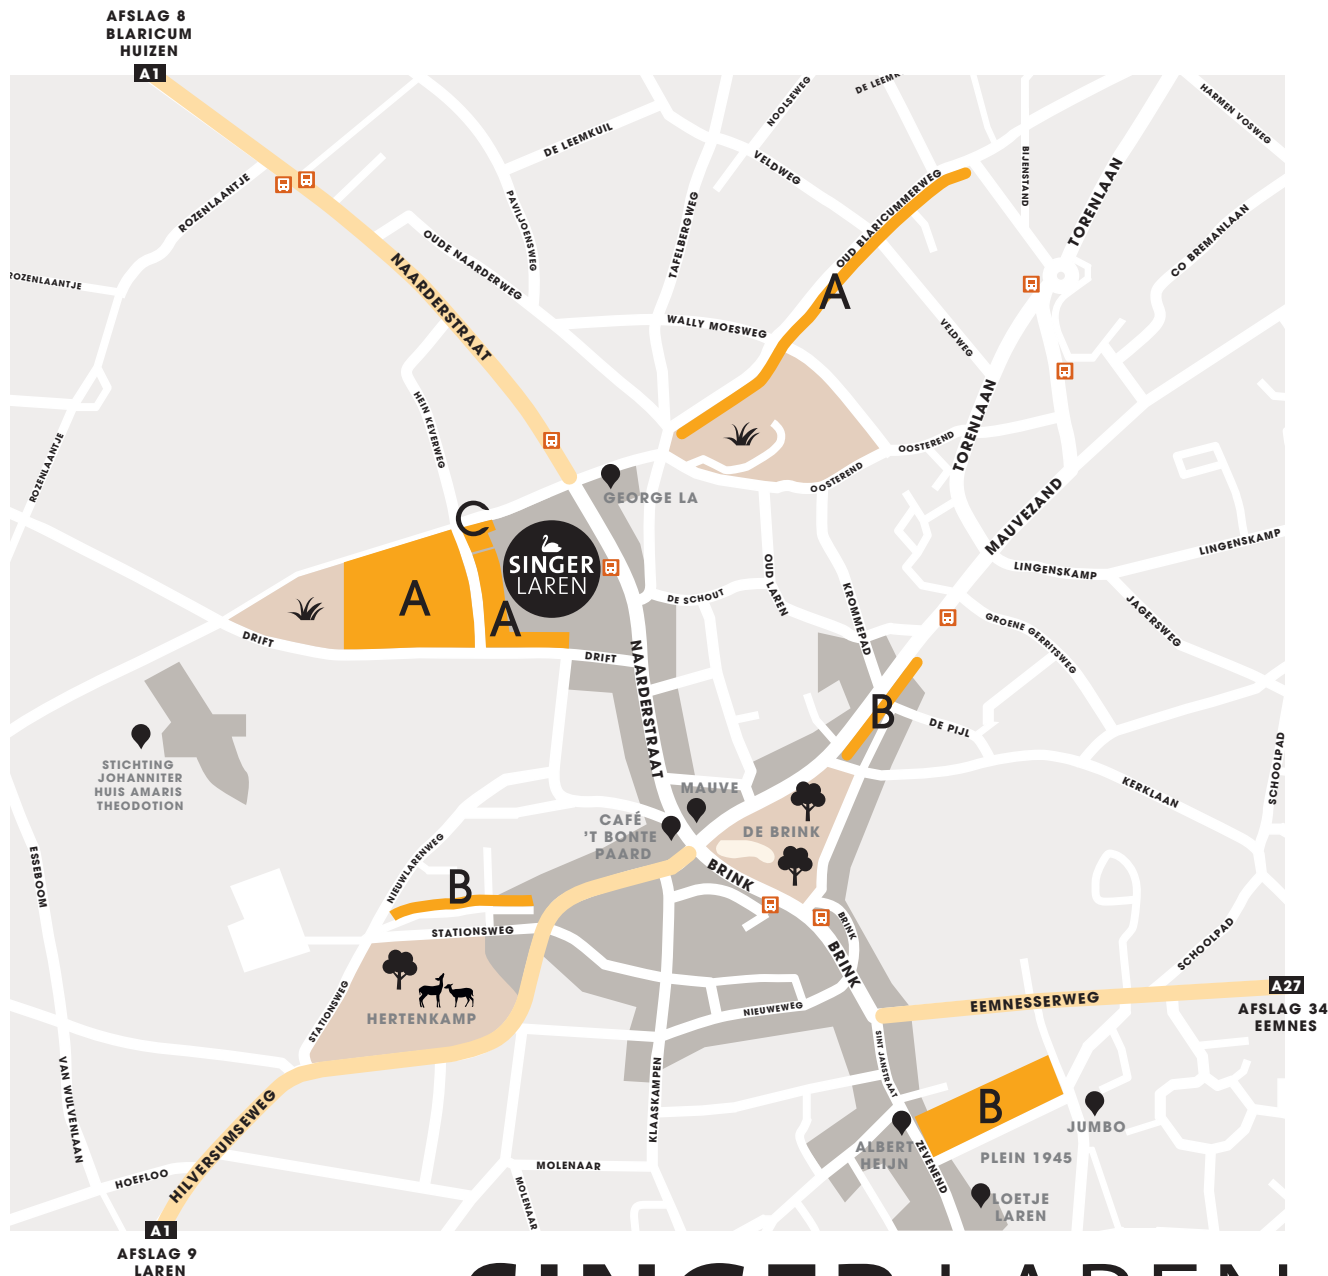 AFSLAG 8
BLARICUM
HUIZEN
A1
DE LEEMK
NOOLSEWEG
HARMEN VOSWEG
DE LEEMKUIL
VELDWEG
BIJENSTAND
TORENLAAN
ROZENLAANTJE
PAVILJOENSWEG
TAFELBERGWEG
OUD BLARICUMMERWEG
CO BREMANLAAN
OUDE NAARDERWEG
ROZENLAANTJE
NAARDERSTRAAT
A
WALLY MOESWEG
VELDWEG
HEIN KEVERWEG
TORENLAAN
ROZENLAANTJE
OOSTEREND
OOSTEREND
GEORGE LA
MAUVEZAND
C
SINGER
LAREN
LINGENSKAMP
LINGENSKAMP
A
A
DE SCHOUT
OUD LAREN
KROMMEPAD
JAGERSWEG
GROENE GERRITSWEG
DRIFT
DRIFT
NAARDERSTRAAT
B
DE PIJL
STICHTING
JOHANNITER
HUIS AMARIS
THEODOTION
SCHOOLPAD
KERKLAAN
MAUVE
CAFÉ
'T BONTE
PAARD
DE BRINK
ESSEBOOM
NIEUWLARENWEG
B
BRINK
BRINK
STATIONSWEG
BRINK
SCHOOLPAD
STATIONSWEG
HERTENKAMP
NIEUWEWEG
EEMNESSERWEG
A27
AFSLAG 34
EEMNES
VAN WULVENLAAN
KLAASKAMPEN
SINT JANSTRAAT
B
JUMBO
ALBERT
HEIJN
ZEVENEND
PLEIN 1945
HILVERSUMSEWEG
HOEFLOO
MOLENAAR
MOLENAAR
LOETJE
LAREN
A1
AFSLAG 9
LAREN
SINGER LAREN